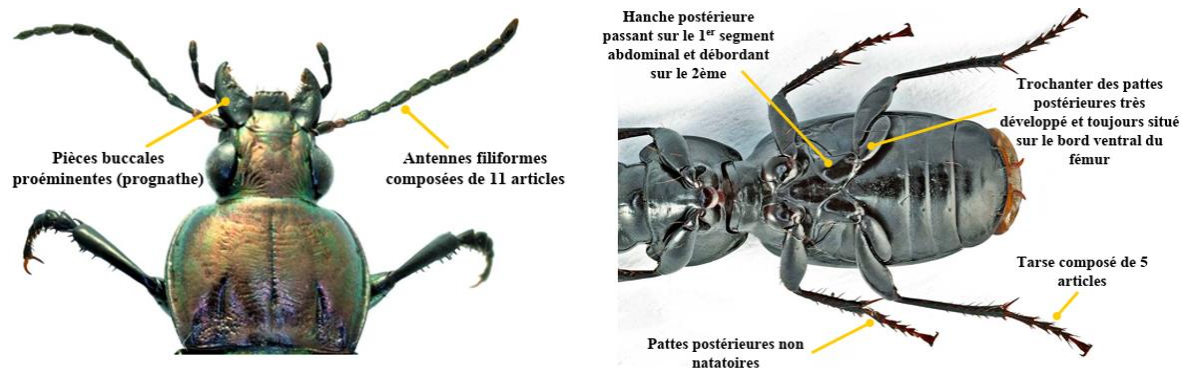 Pièces buccales
proéminentes (prognathe)
Antennes filiformes
composées de 11 articles
Hanche postérieure
passant sur le 1er segment
abdominal et débordant
sur le 2ème
Trochanter des pattes
postérieures très
développé et toujours situé
sur le bord ventral du
fémur
Tarse composé de 5
articles
Pattes postérieures non
natatoires